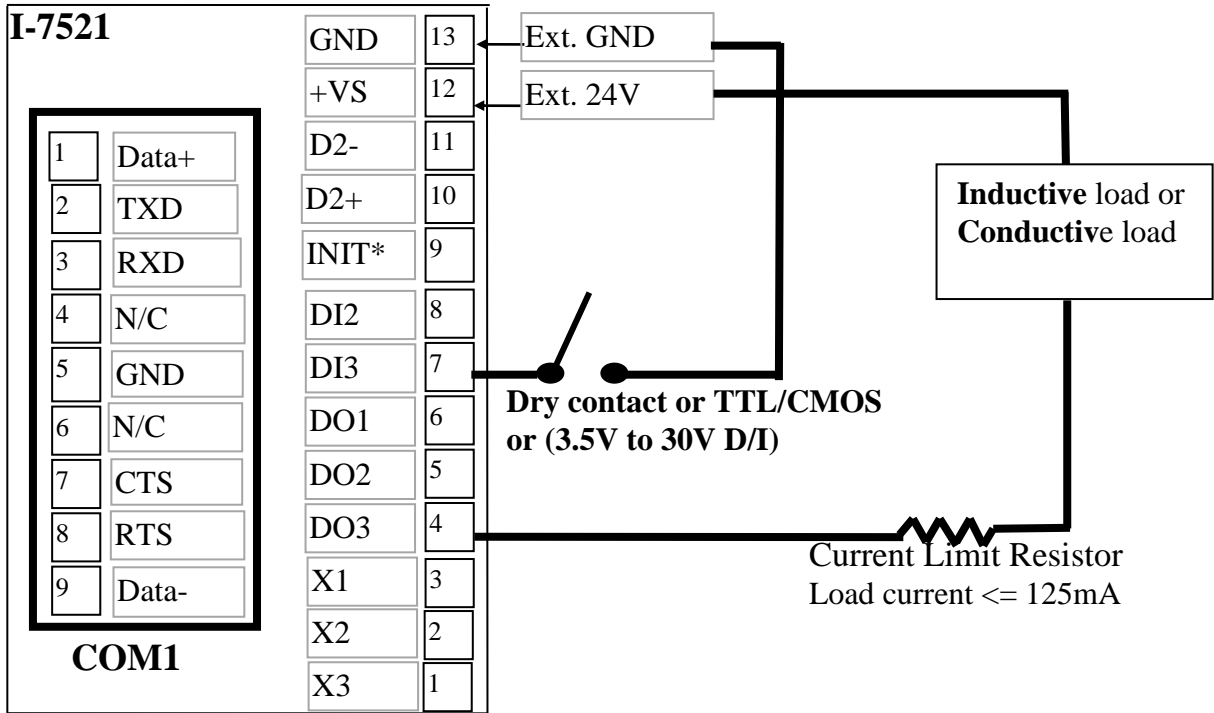 I-7521
GND 13 Ext. GND
+VS 12 Ext. 24V
D2- 11
D2+ 10
INIT* 9
DI2 8
DI3 7
DO1 6
DO2 5
DO3 4
X1 3
X2 2
X3 1
1 Data+
2 TXD
3 RXD
4 N/C
5 GND
6 N/C
7 CTS
8 RTS
9 Data-
COM1
Inductive load or
Conductive load
Dry contact or TTL/CMOS
or (3.5V to 30V D/I)
Current Limit Resistor
Load current <= 125mA